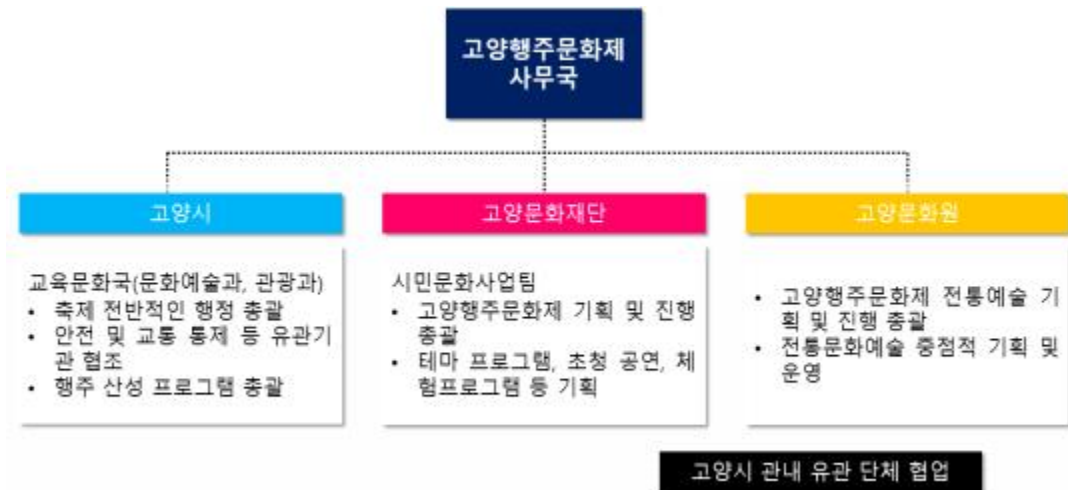 고양행주문화제
사무국
고양시
교육문화국(문화예술과, 관광과)
• 축제 전반적인 행정 총괄
• 안전 및 교통 통제 등 유관기
관 협조
• 행주 산성 프로그램 총괄
고양문화재단
시민문화사업팀
• 고양행주문화제 기획 및 진행
총괄
• 테마 프로그램, 초청 공연, 체
험프로그램 등 기획
고양문화원
• 고양행주문화제 전통예술 기
획 및 진행 총괄
• 전통문화예술 중점적 기획 및
운영
고양시 관내 유관 단체 협업